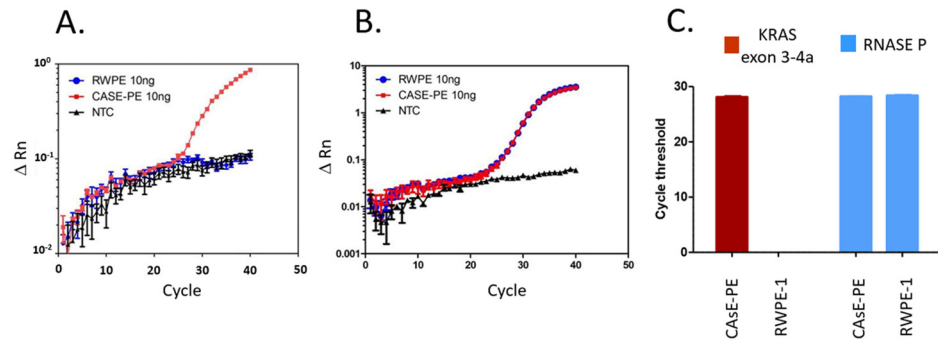 A.
Δ Rn
10⁰
10⁻¹
10⁻²
RWPE 10ng
CASE-PE 10ng
NTC
0 10 20 30 40 50
Cycle
B.
Δ Rn
10
1
0.1
0.01
0.001
RWPE 10ng
CASE-PE 10ng
NTC
0 10 20 30 40 50
Cycle
C.
KRAS
exon 3-4a
RNASE P
Cycle threshold
30
20
10
0
CAsE-PE
RWPE-1
CAsE-PE
RWPE-1